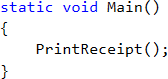 static void Main()
{
    PrintReceipt();
}